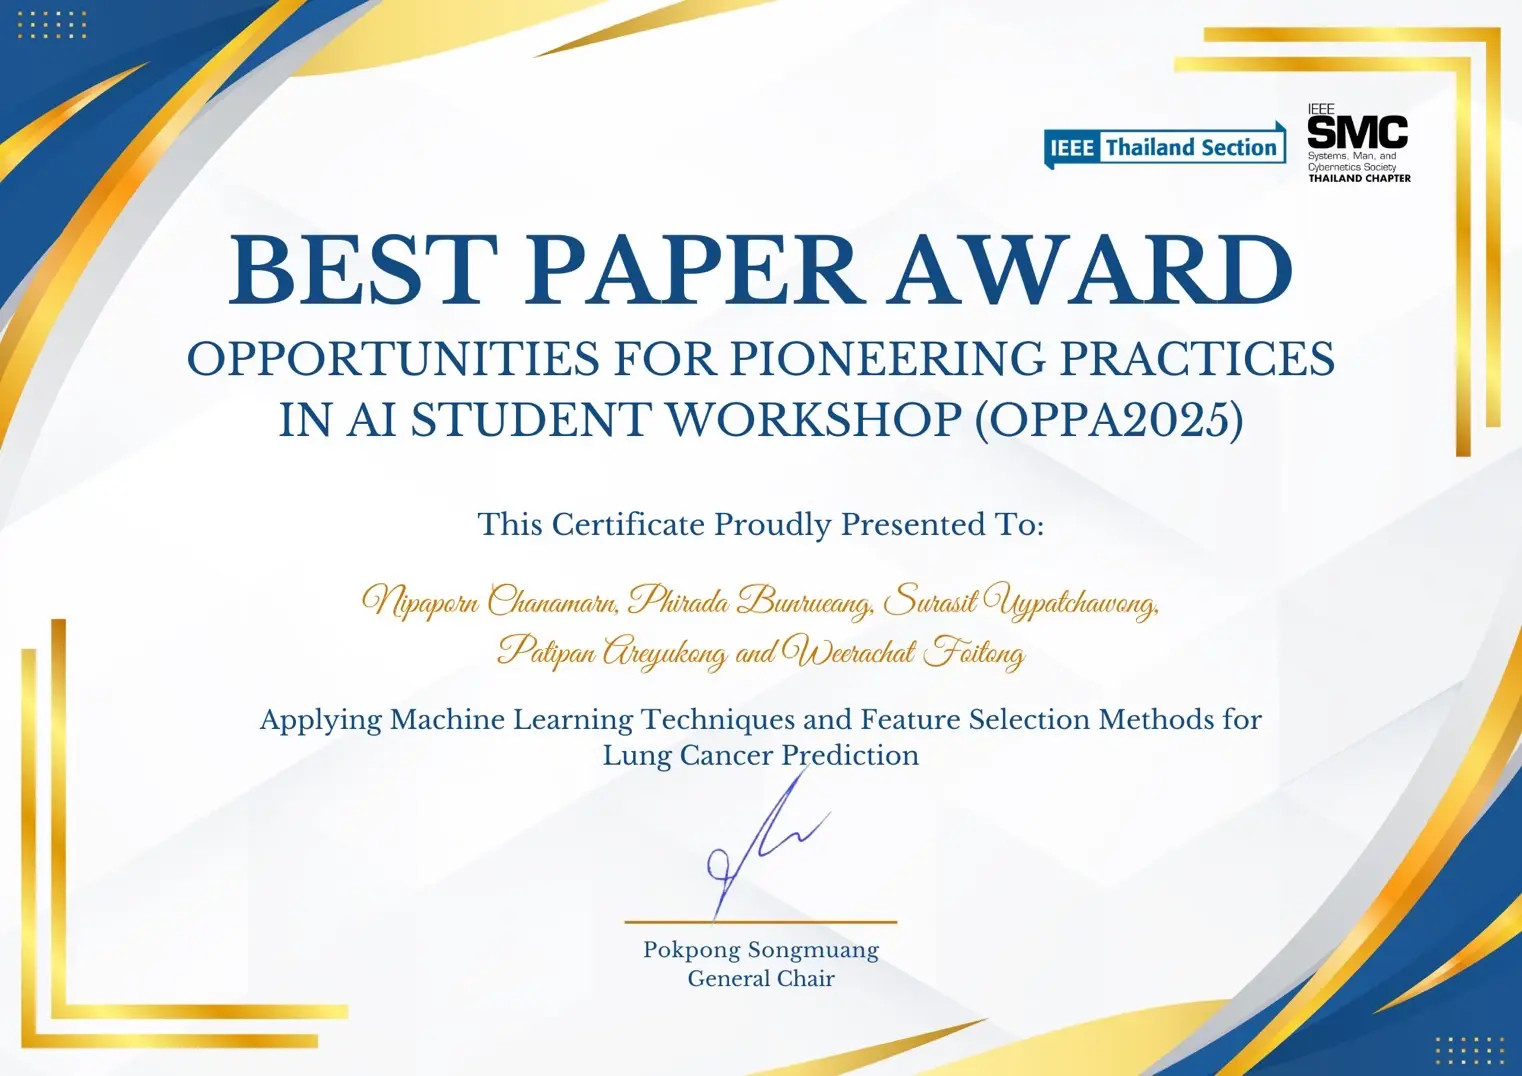 IEEE Thailand Section
IEEE
SMC
Systems, Man, and
Cybernetics Society
THAILAND CHAPTER
BEST PAPER AWARD
OPPORTUNITIES FOR PIONEERING PRACTICES
IN AI STUDENT WORKSHOP (OPPA2025)
This Certificate Proudly Presented To:
Nipaporn Chanamarn, Phirada Bunrueang, Surasit Uypatchawong,
Patipan Areyukong and Weerachat Foitong
Applying Machine Learning Techniques and Feature Selection Methods for
Lung Cancer Prediction
Pokpong Songmuang
General Chair